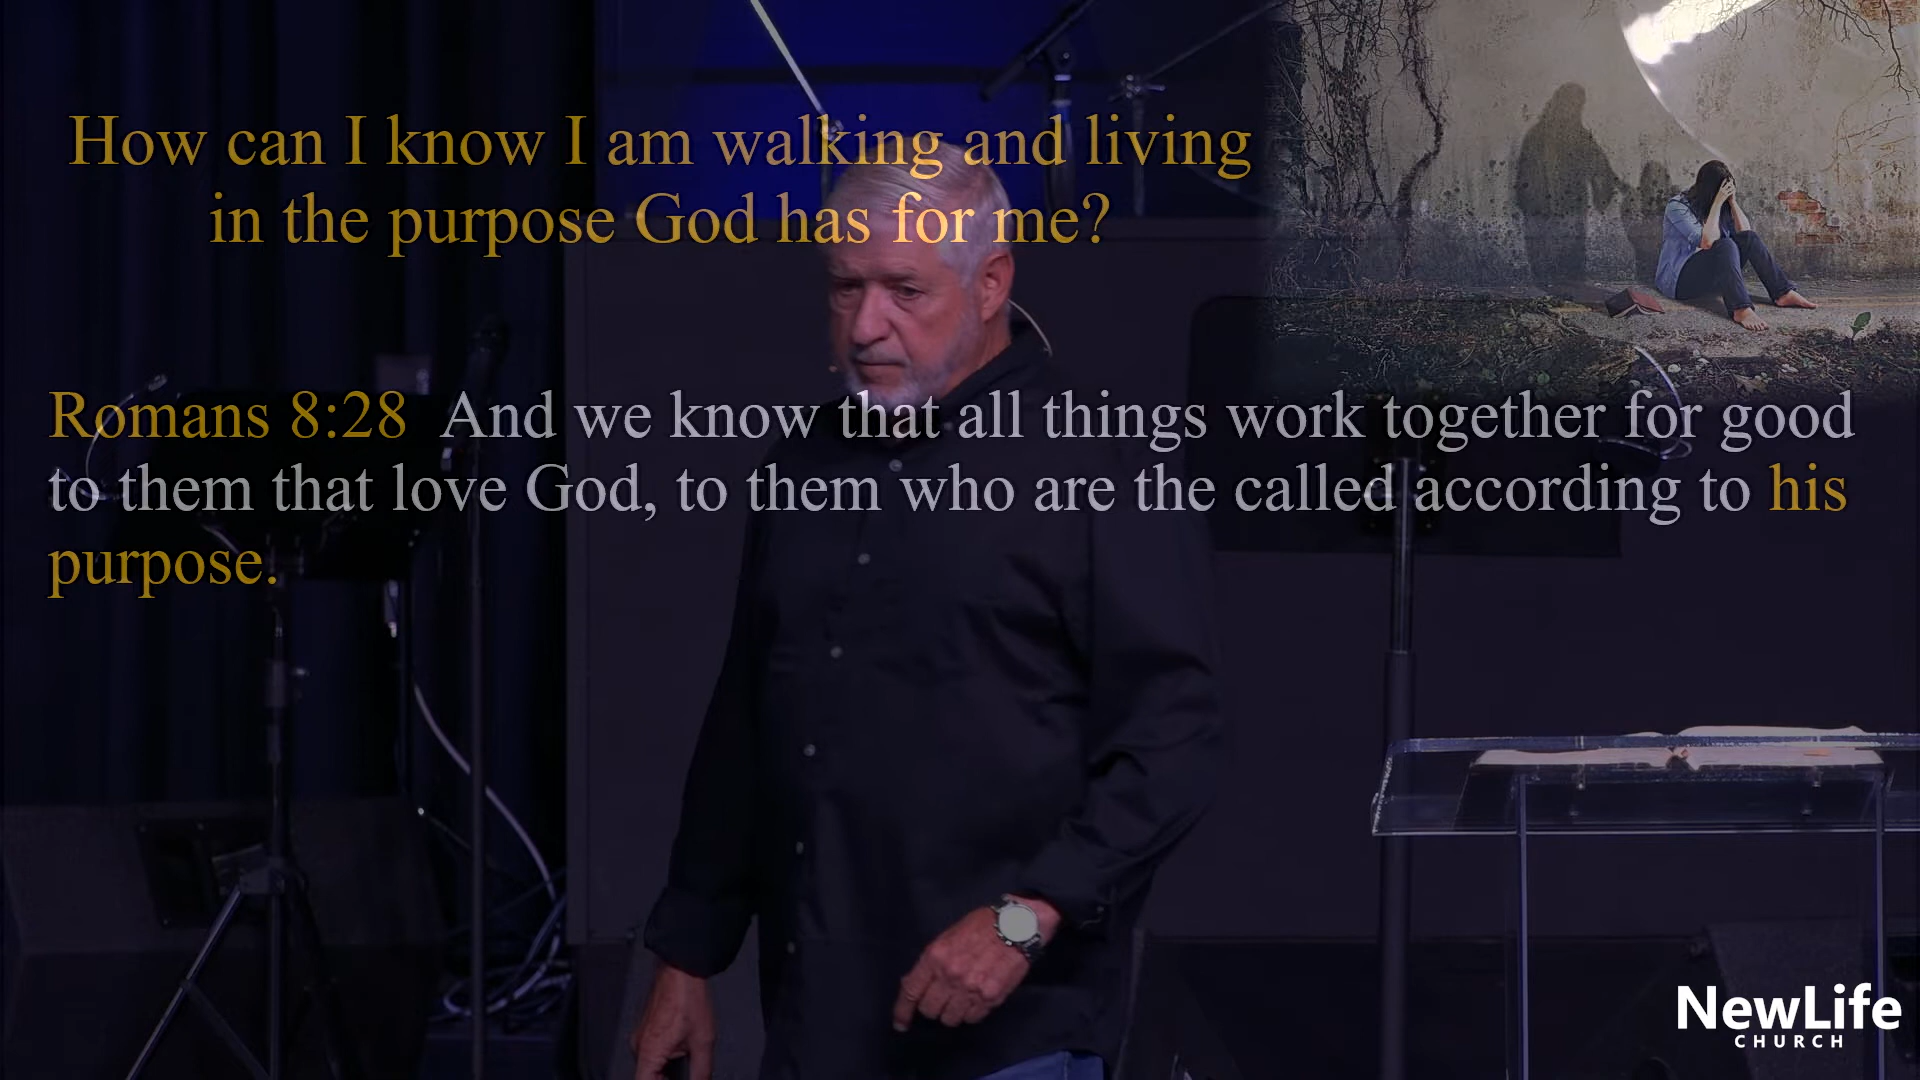 How can I know I am walking and living
in the purpose God has for me?
Romans 8:28  And we know that all things work together for good
to them that love God, to them who are the called according to his
purpose.
NewLife
CHURCH